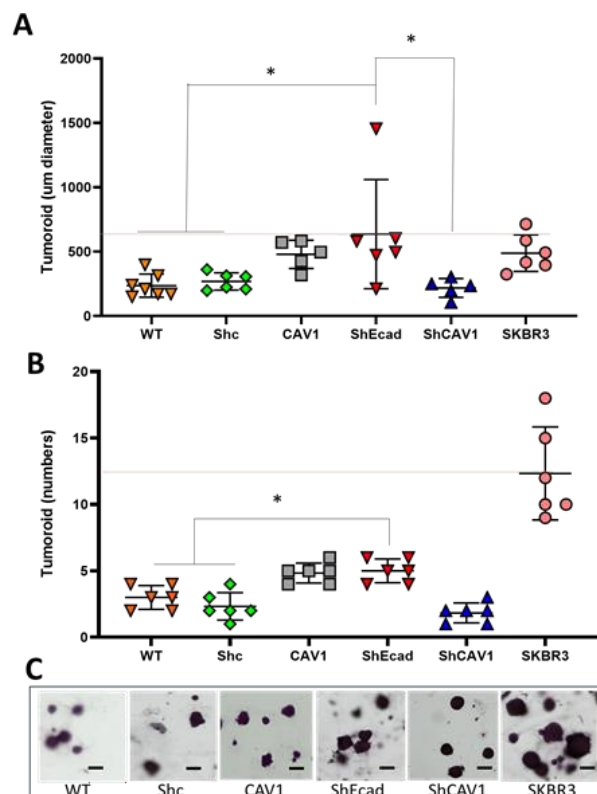 A
*
*
2000
1500
1000
500
0
Tumoroid (um diameter)
WT Shc CAV1 ShEcad ShCAV1 SKBR3
B
20
15
10
5
0
Tumoroid (numbers)
*
WT Shc CAV1 ShEcad ShCAV1 SKBR3
C
WT Shc CAV1 ShEcad ShCAV1 SKBR3